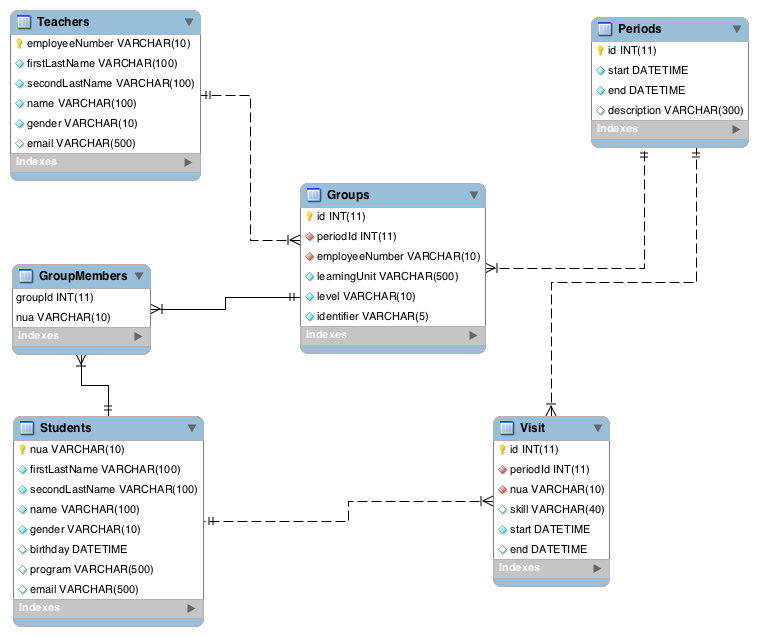 Teachers
employeeNumber VARCHAR(10)
firstLastName VARCHAR(100)
secondLastName VARCHAR(100)
name VARCHAR(100)
gender VARCHAR(10)
email VARCHAR(500)
Indexes
Periods
id INT(11)
start DATETIME
end DATETIME
description VARCHAR(300)
Indexes
Groups
id INT(11)
periodId INT(11)
employeeNumber VARCHAR(10)
learningUnit VARCHAR(500)
level VARCHAR(10)
identifier VARCHAR(5)
Indexes
GroupMembers
groupId INT(11)
nua VARCHAR(10)
Indexes
Students
nua VARCHAR(10)
firstLastName VARCHAR(100)
secondLastName VARCHAR(100)
name VARCHAR(100)
gender VARCHAR(10)
birthday DATETIME
program VARCHAR(500)
email VARCHAR(500)
Indexes
Visit
id INT(11)
periodId INT(11)
nua VARCHAR(10)
skill VARCHAR(40)
start DATETIME
end DATETIME
Indexes